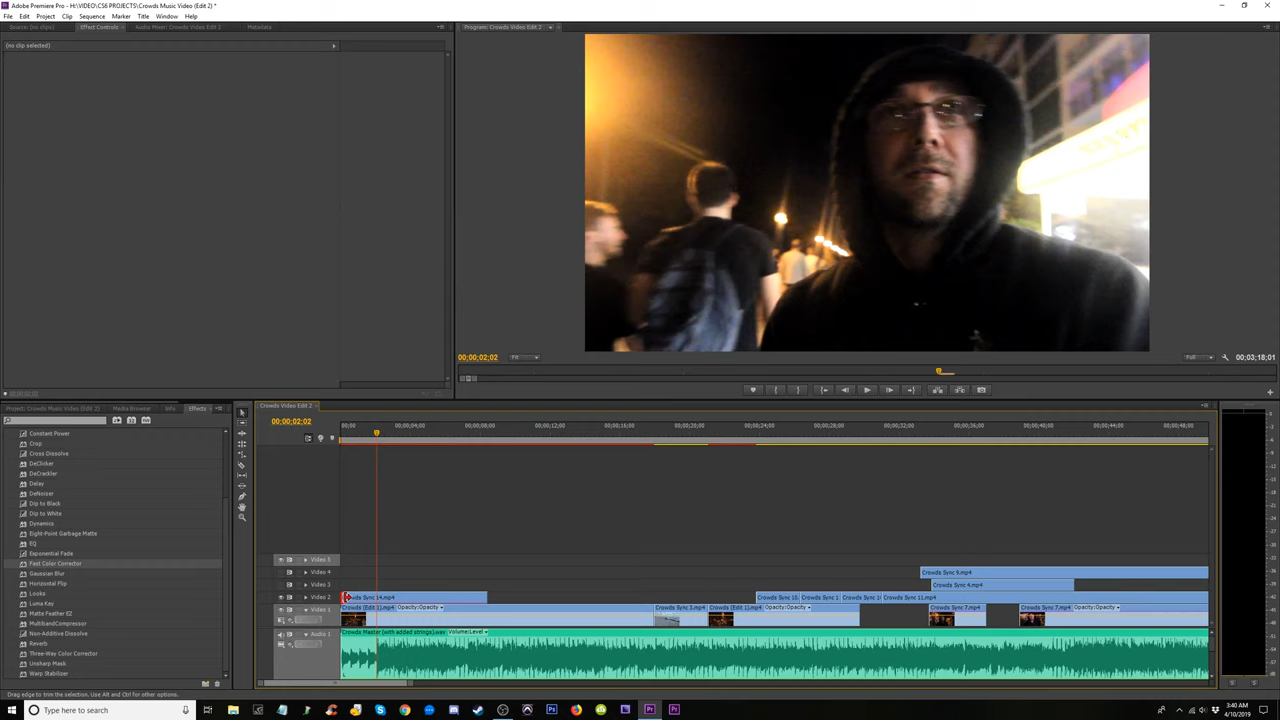 Adobe Premiere Pro - H:\VIDEO\CS6 PROJECTS\Crowds Music Video (Edit 2) *
File Edit Project Clip Sequence Marker Title Window Help
Source: (no clips) Effect Controls Audio Mixer: Crowds Video Edit 2 Metadata
Program: Crowds Video Edit 2
(no clip selected)
00;00;02;02 Fit Full 00;03;18;01
00;00;02;02
Project: Crowds Music Video (Edit 2) Media Browser Info Effects
Constant Power
Crop
Cross Dissolve
DeClicker
DeCrackler
Delay
DeNoiser
Dip to Black
Dip to White
Dynamics
Eight-Point Garbage Matte
EQ
Exponential Fade
Fast Color Corrector
Gaussian Blur
Horizontal Flip
Looks
Luma Key
Matte Feather EZ
MultibandCompressor
Non-Additive Dissolve
Reverb
Three-Way Color Corrector
Unsharp Mask
Warp Stabilizer
Crowds Video Edit 2
00;00;02;02
00;00 00;00;04;00 00;00;08;00 00;00;12;00 00;00;16;00 00;00;20;00 00;00;24;00 00;00;28;00 00;00;32;00 00;00;36;00 00;00;40;00 00;00;44;00 00;00;48;00
Video 5
Video 4 Crowds Sync 9.mp4
Video 3 Crowds Sync 4.mp4
Video 2 Crowds Sync 14.mp4 Crowds Sync 10. Crowds Sync 1 Crowds Sync 1 Crowds Sync 11.mp4
Video 1 Crowds (Edit 1).mp4 Opacity:Opacity Crowds Sync 3.mp4 Crowds (Edit 1).mp4 Opacity:Opacity Crowds Sync 7.mp4 Crowds Sync 7.mp4 Opacity:Opacity
Audio 1 Crowds Master (with added strings).wav Volume:Level
Drag edge to trim the selection. Use Alt and Ctrl for other options.
Type here to search
3:40 AM
4/10/2019